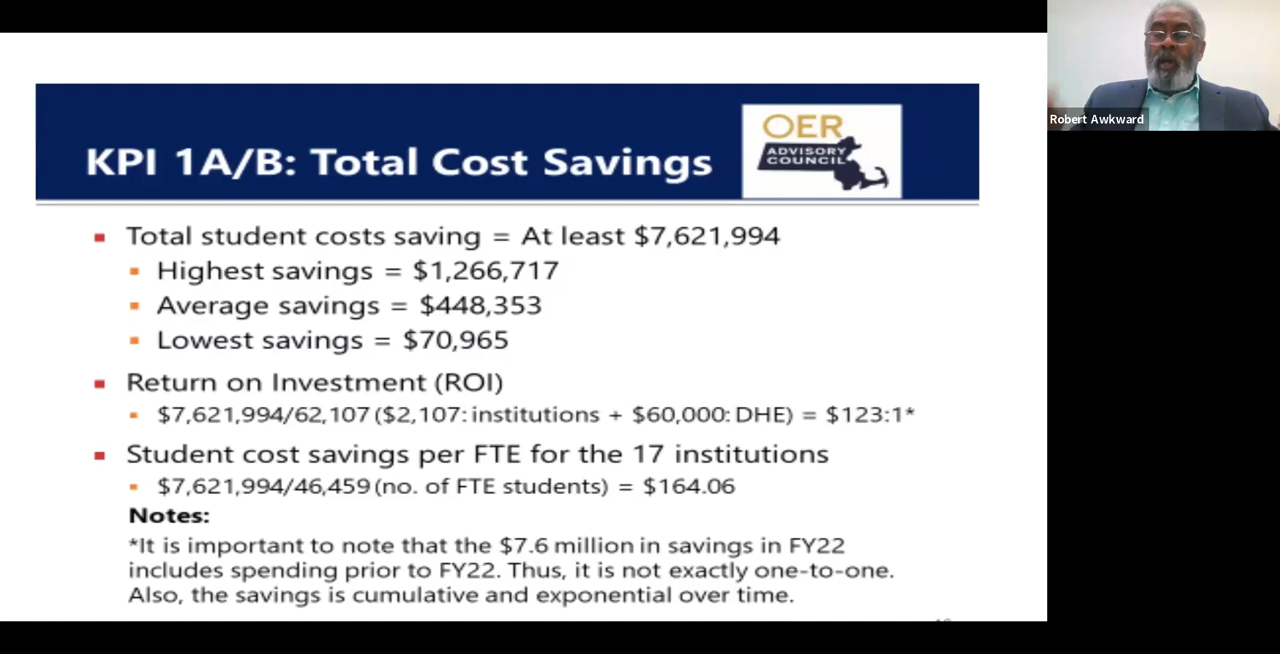 OER
ADVISORY
COUNCIL
KPI 1A/B: Total Cost Savings
Robert Awkward
Total student costs saving = At least $7,621,994
Highest savings = $1,266,717
Average savings = $448,353
Lowest savings = $70,965
Return on Investment (ROI)
$7,621,994/62,107 ($2,107: institutions + $60,000: DHE) = $123:1*
Student cost savings per FTE for the 17 institutions
$7,621,994/46,459 (no. of FTE students) = $164.06
Notes:
*It is important to note that the $7.6 million in savings in FY22
includes spending prior to FY22. Thus, it is not exactly one-to-one.
Also, the savings is cumulative and exponential over time.